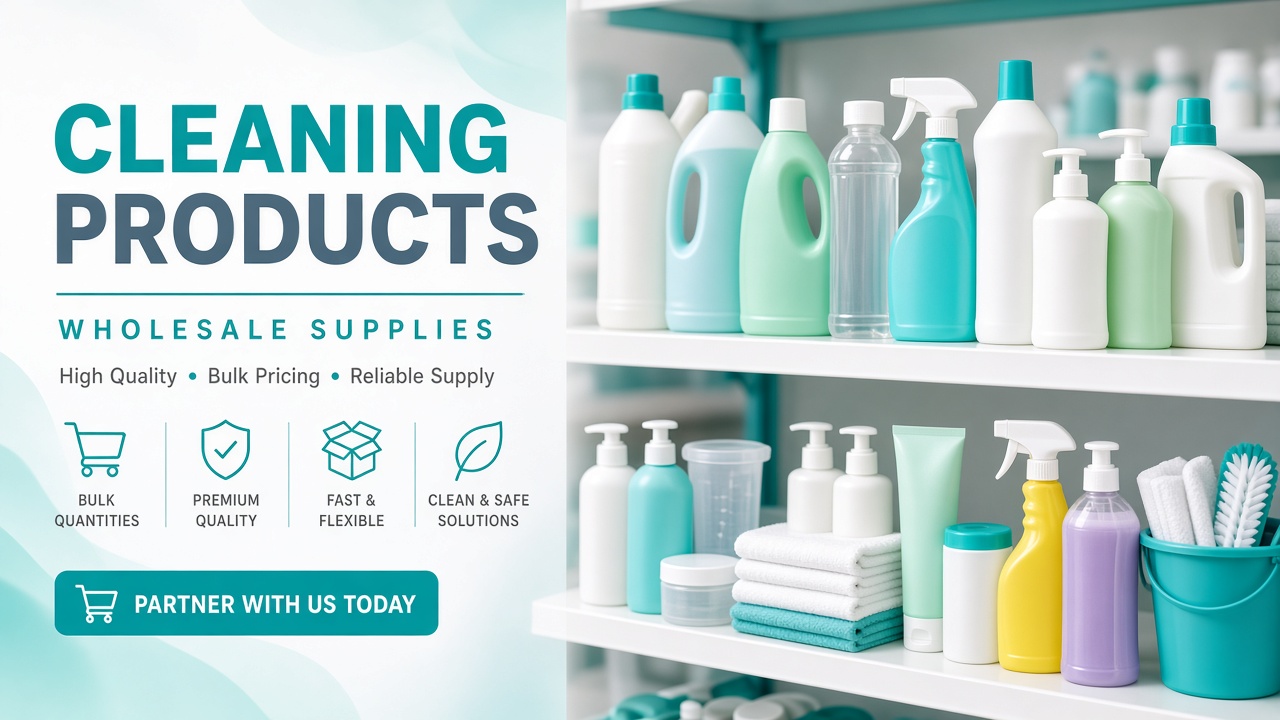 CLEANING
PRODUCTS
WHOLESALE SUPPLIES
High Quality • Bulk Pricing • Reliable Supply
BULK
QUANTITIES
PREMIUM
QUALITY
FAST &
FLEXIBLE
CLEAN & SAFE
SOLUTIONS
PARTNER WITH US TODAY